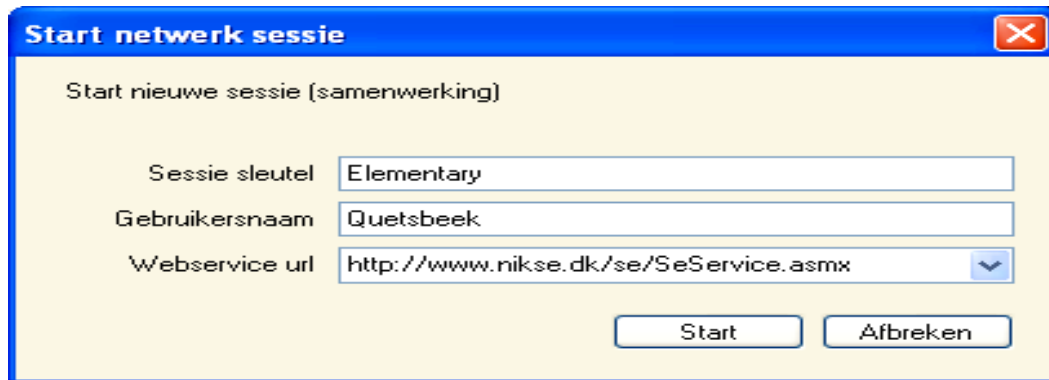 Start netwerk sessie
Start nieuwe sessie (samenwerking)
Sessie sleutel Elementary
Gebruikersnaam Quetsbeek
Webservice url http://www.nikse.dk/se/SeService.asmx
Start Afbreken